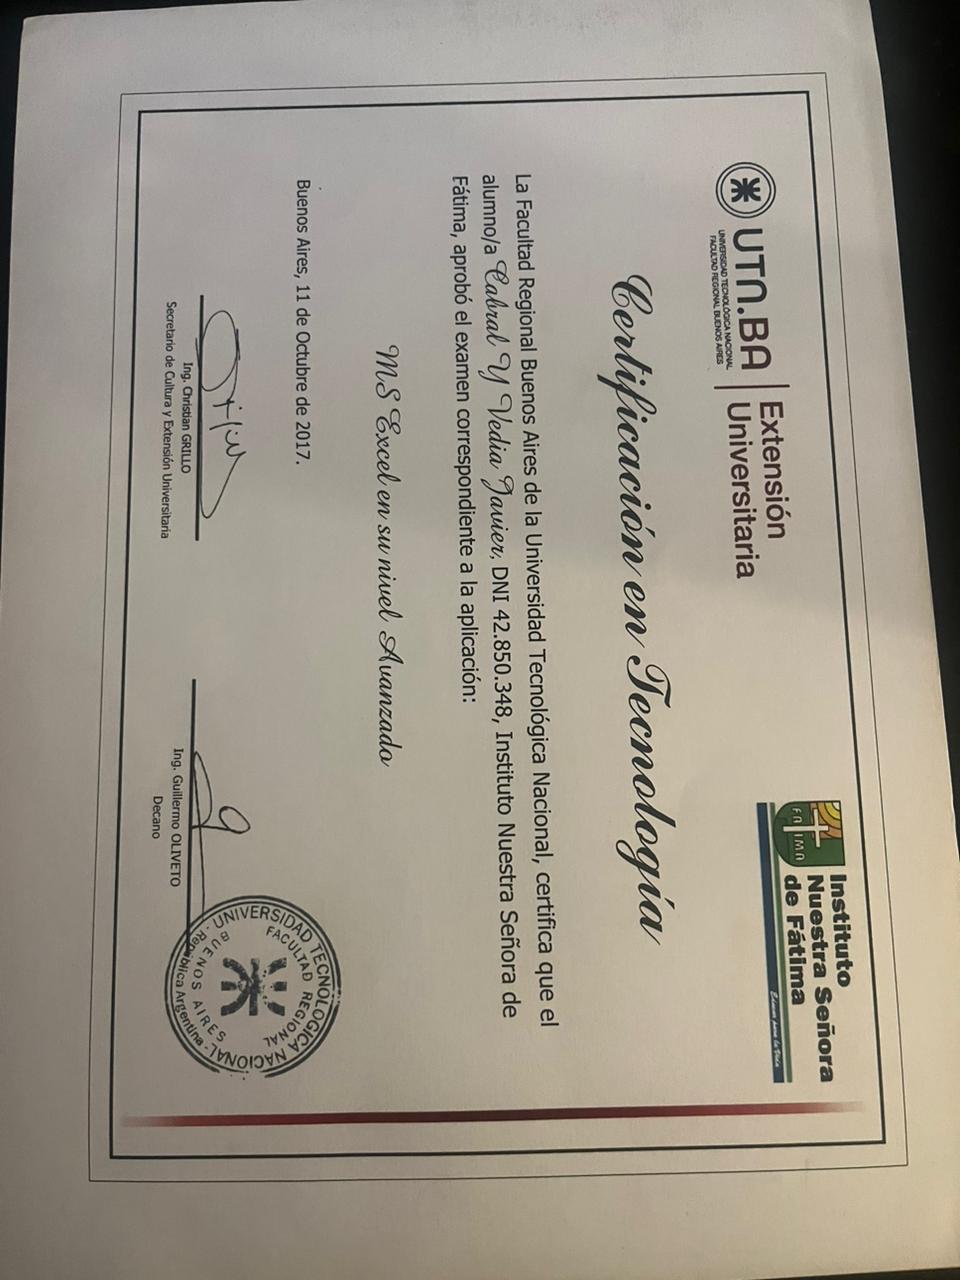 UTN.BA
UNIVERSIDAD TECNOLÓGICA NACIONAL
FACULTAD REGIONAL BUENOS AIRES
Extensión
Universitaria
FATIMA
Instituto
Nuestra Señora
de Fátima
Educar para la Vida
Certificación en Tecnología
La Facultad Regional Buenos Aires de la Universidad Tecnológica Nacional, certifica que el
alumno/a Cabral Y Vedia Javier, DNI 42.850.348, Instituto Nuestra Señora de
Fátima, aprobó el examen correspondiente a la aplicación:
MS Excel en su nivel Avanzado
Buenos Aires, 11 de Octubre de 2017.
Ing. Christian GRILLO
Secretario de Cultura y Extensión Universitaria
Ing. Guillermo OLIVETO
Decano
UNIVERSIDAD TECNOLOGICA NACIONAL
FACULTAD REGIONAL
BUENOS AIRES
- República Argentina -